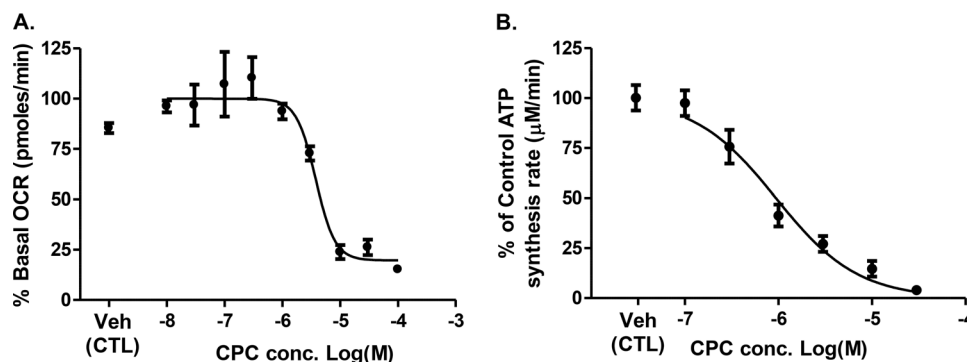 A.
% Basal OCR (pmoles/min)
125
100
75
50
25
0
Veh
(CTL)
-8
-7
-6
-5
-4
-3
CPC conc. Log(M)
B.
% of Control ATP
synthesis rate (μM/min)
125
100
75
50
25
0
Veh
(CTL)
-7
-6
-5
-4
CPC conc. Log(M)